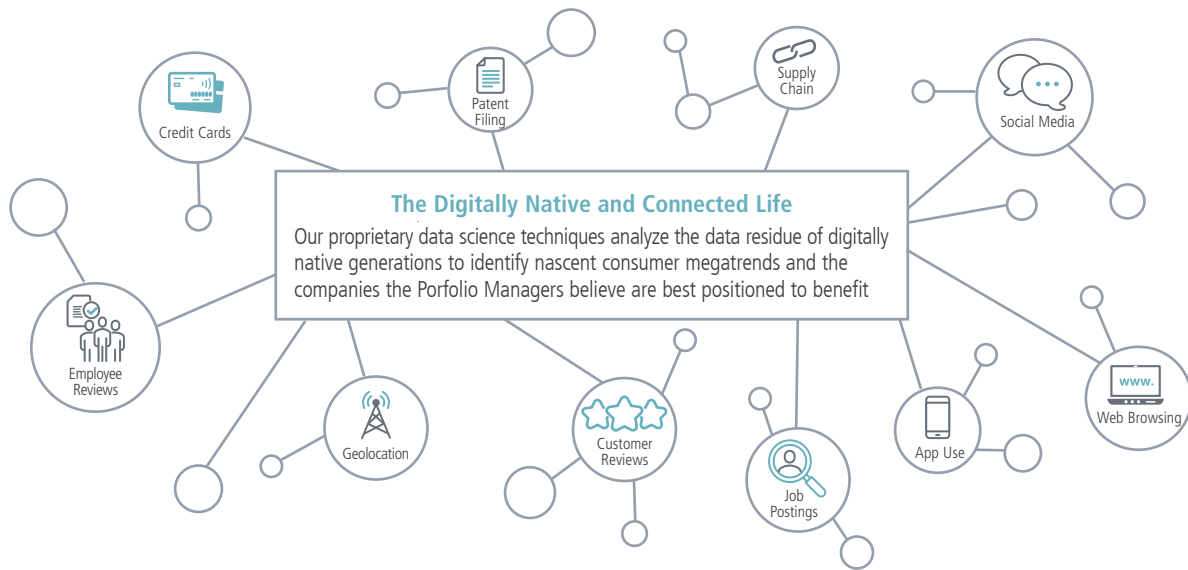 Credit Cards
Patent
Filing
Supply
Chain
Social Media
The Digitally Native and Connected Life
Our proprietary data science techniques analyze the data residue of digitally
native generations to identify nascent consumer megatrends and the
companies the Porfolio Managers believe are best positioned to benefit
Employee
Reviews
Geolocation
Customer
Reviews
Job
Postings
App Use
www.
Web Browsing